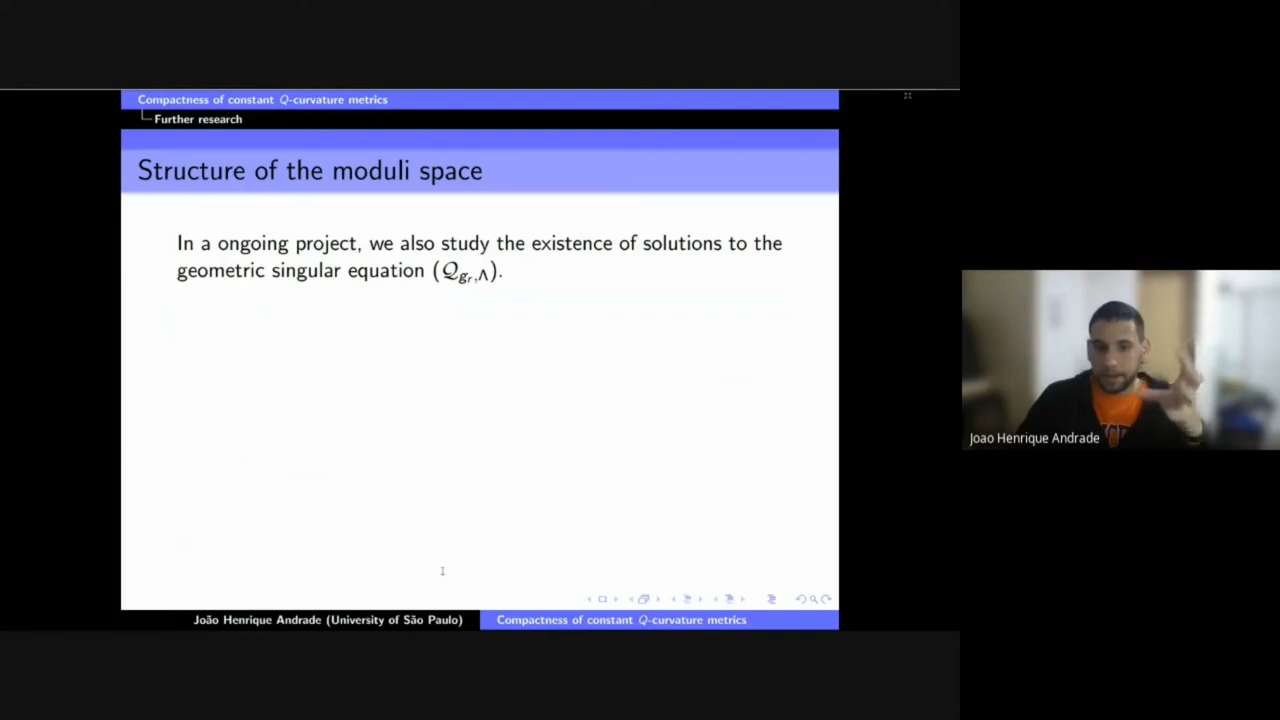 Compactness of constant Q-curvature metrics
Further research
Structure of the moduli space
In a ongoing project, we also study the existence of solutions to the
geometric singular equation (𝒬_{g_r,Λ}).
Joao Henrique Andrade
João Henrique Andrade (University of São Paulo)
Compactness of constant Q-curvature metrics